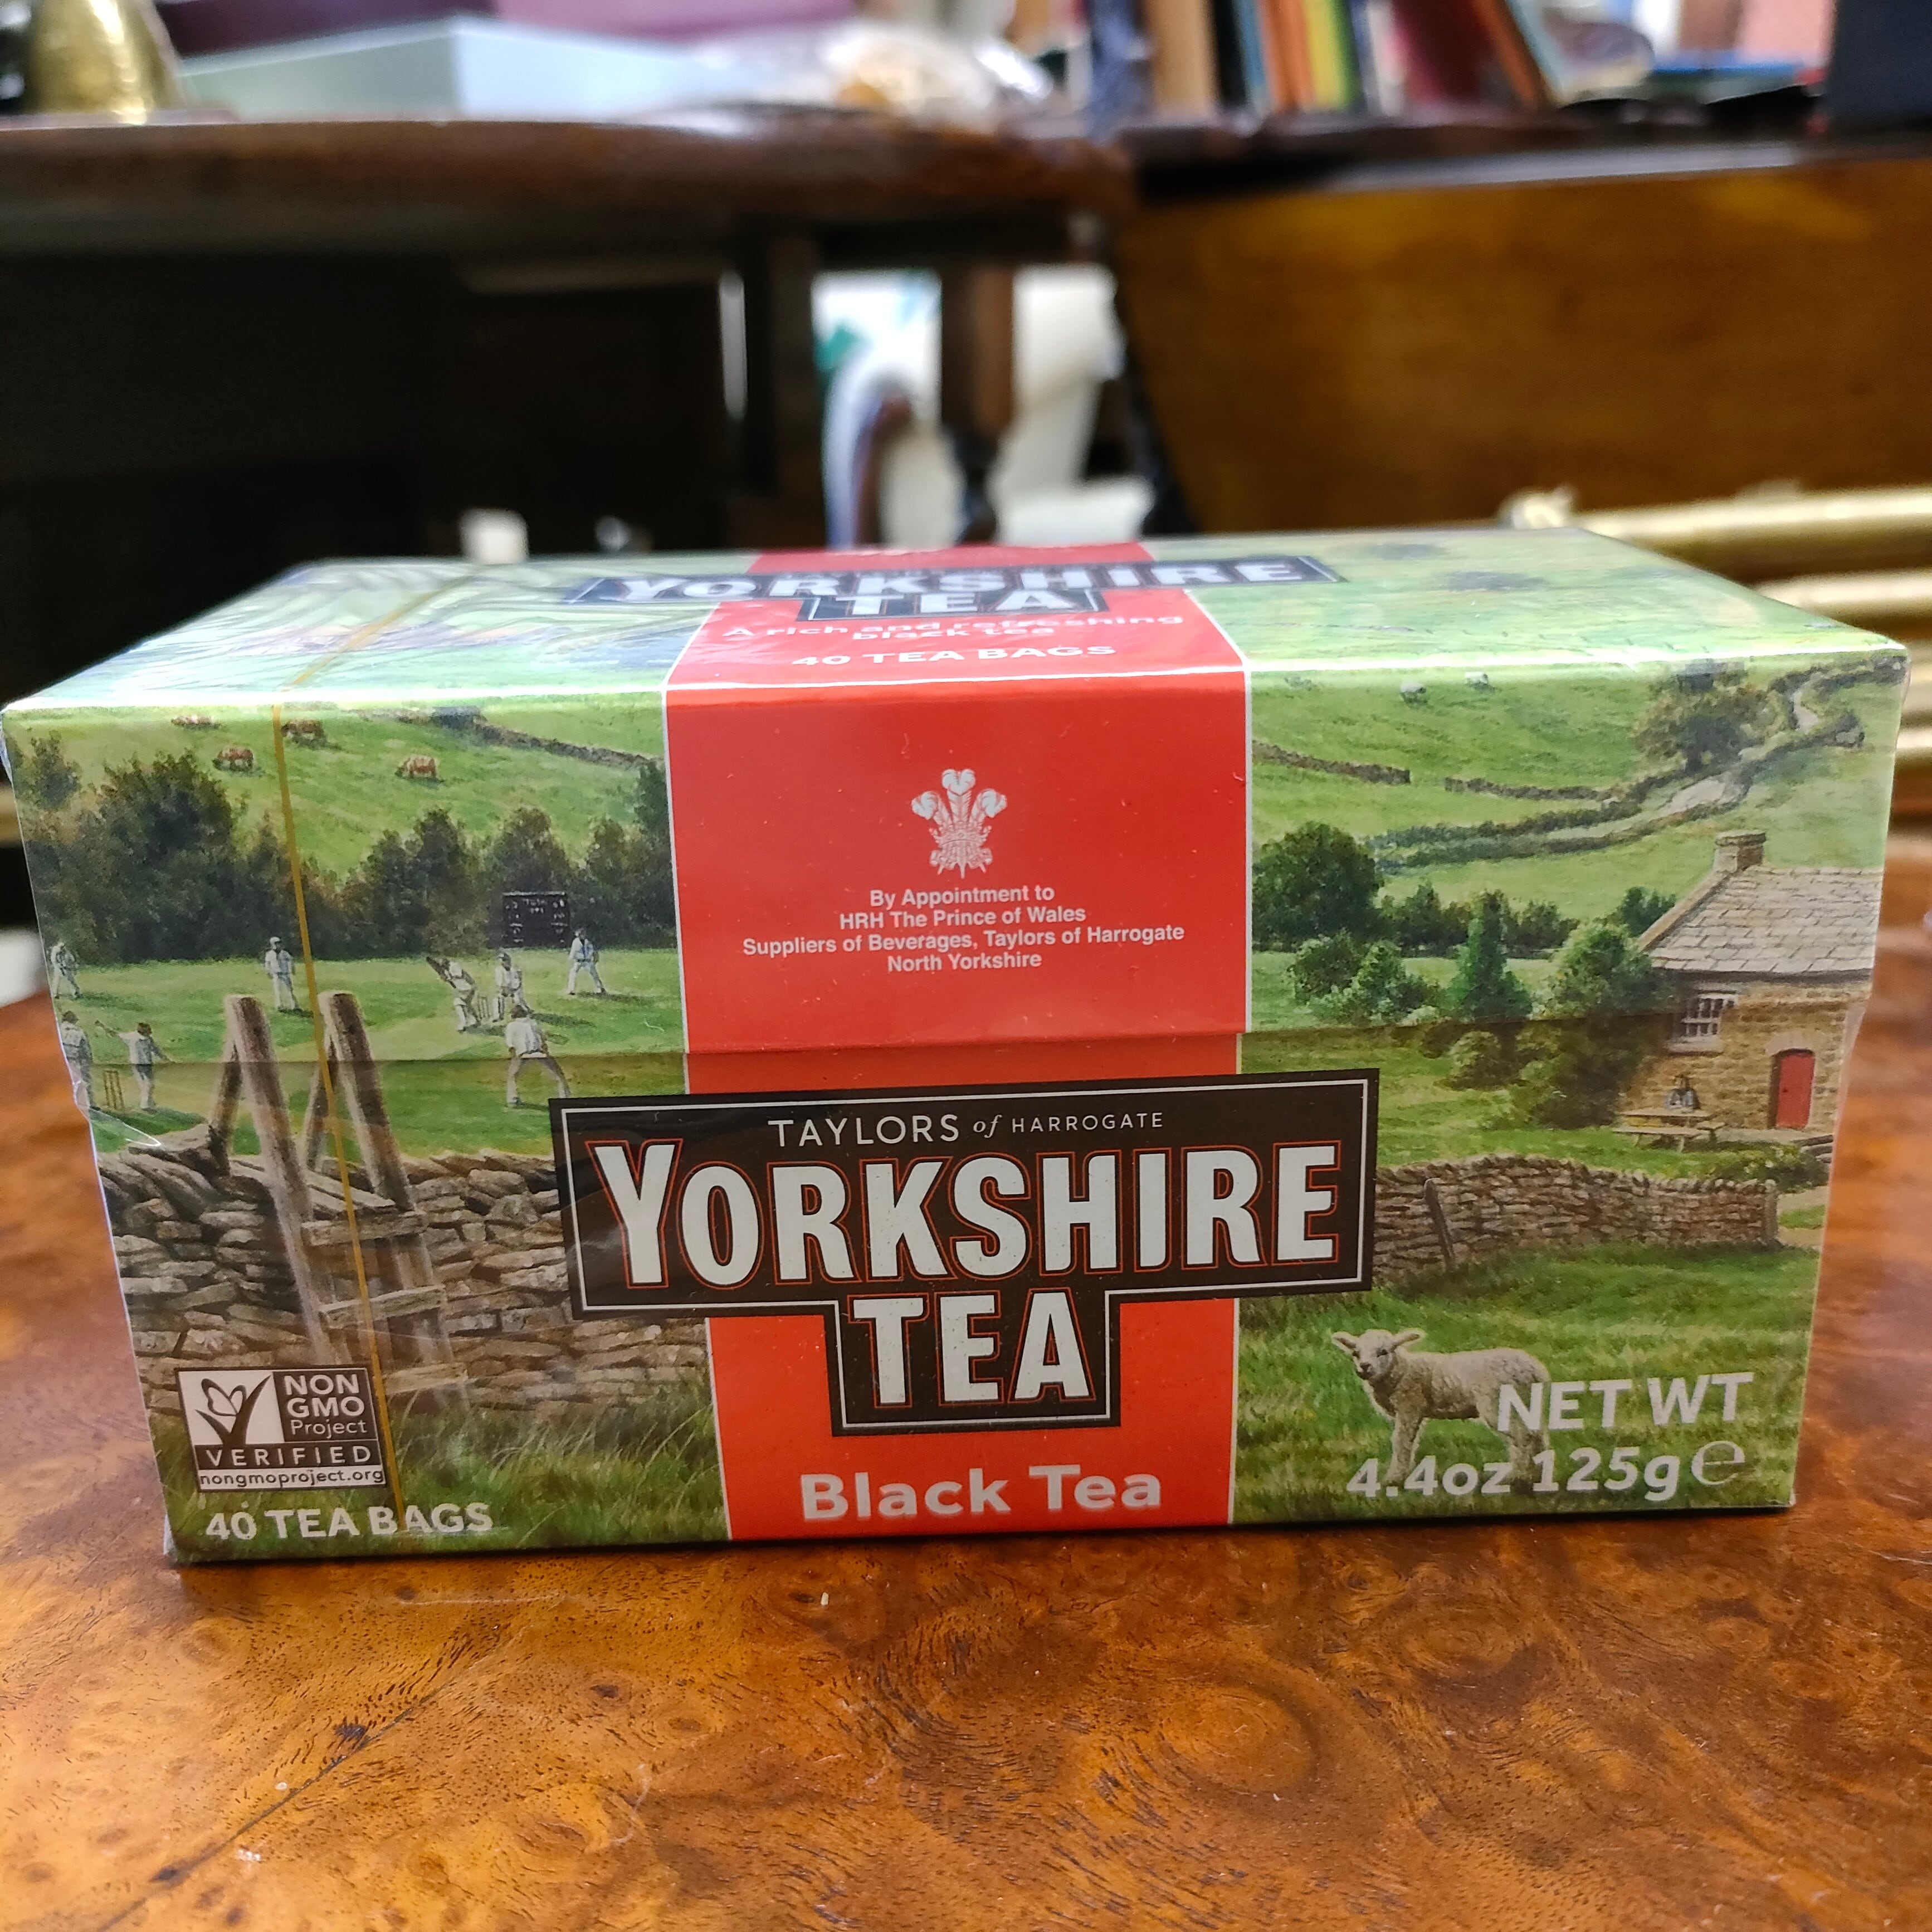 YORKSHIRE
TEA
A rich and refreshing
black tea
40 TEA BAGS
By Appointment to
HRH The Prince of Wales
Suppliers of Beverages, Taylors of Harrogate
North Yorkshire
TAYLORS of HARROGATE
YORKSHIRE
TEA
Black Tea
NON
GMO
Project
VERIFIED
nongmoproject.org
40 TEA BAGS
NET WT
4.4oz 125g ℮